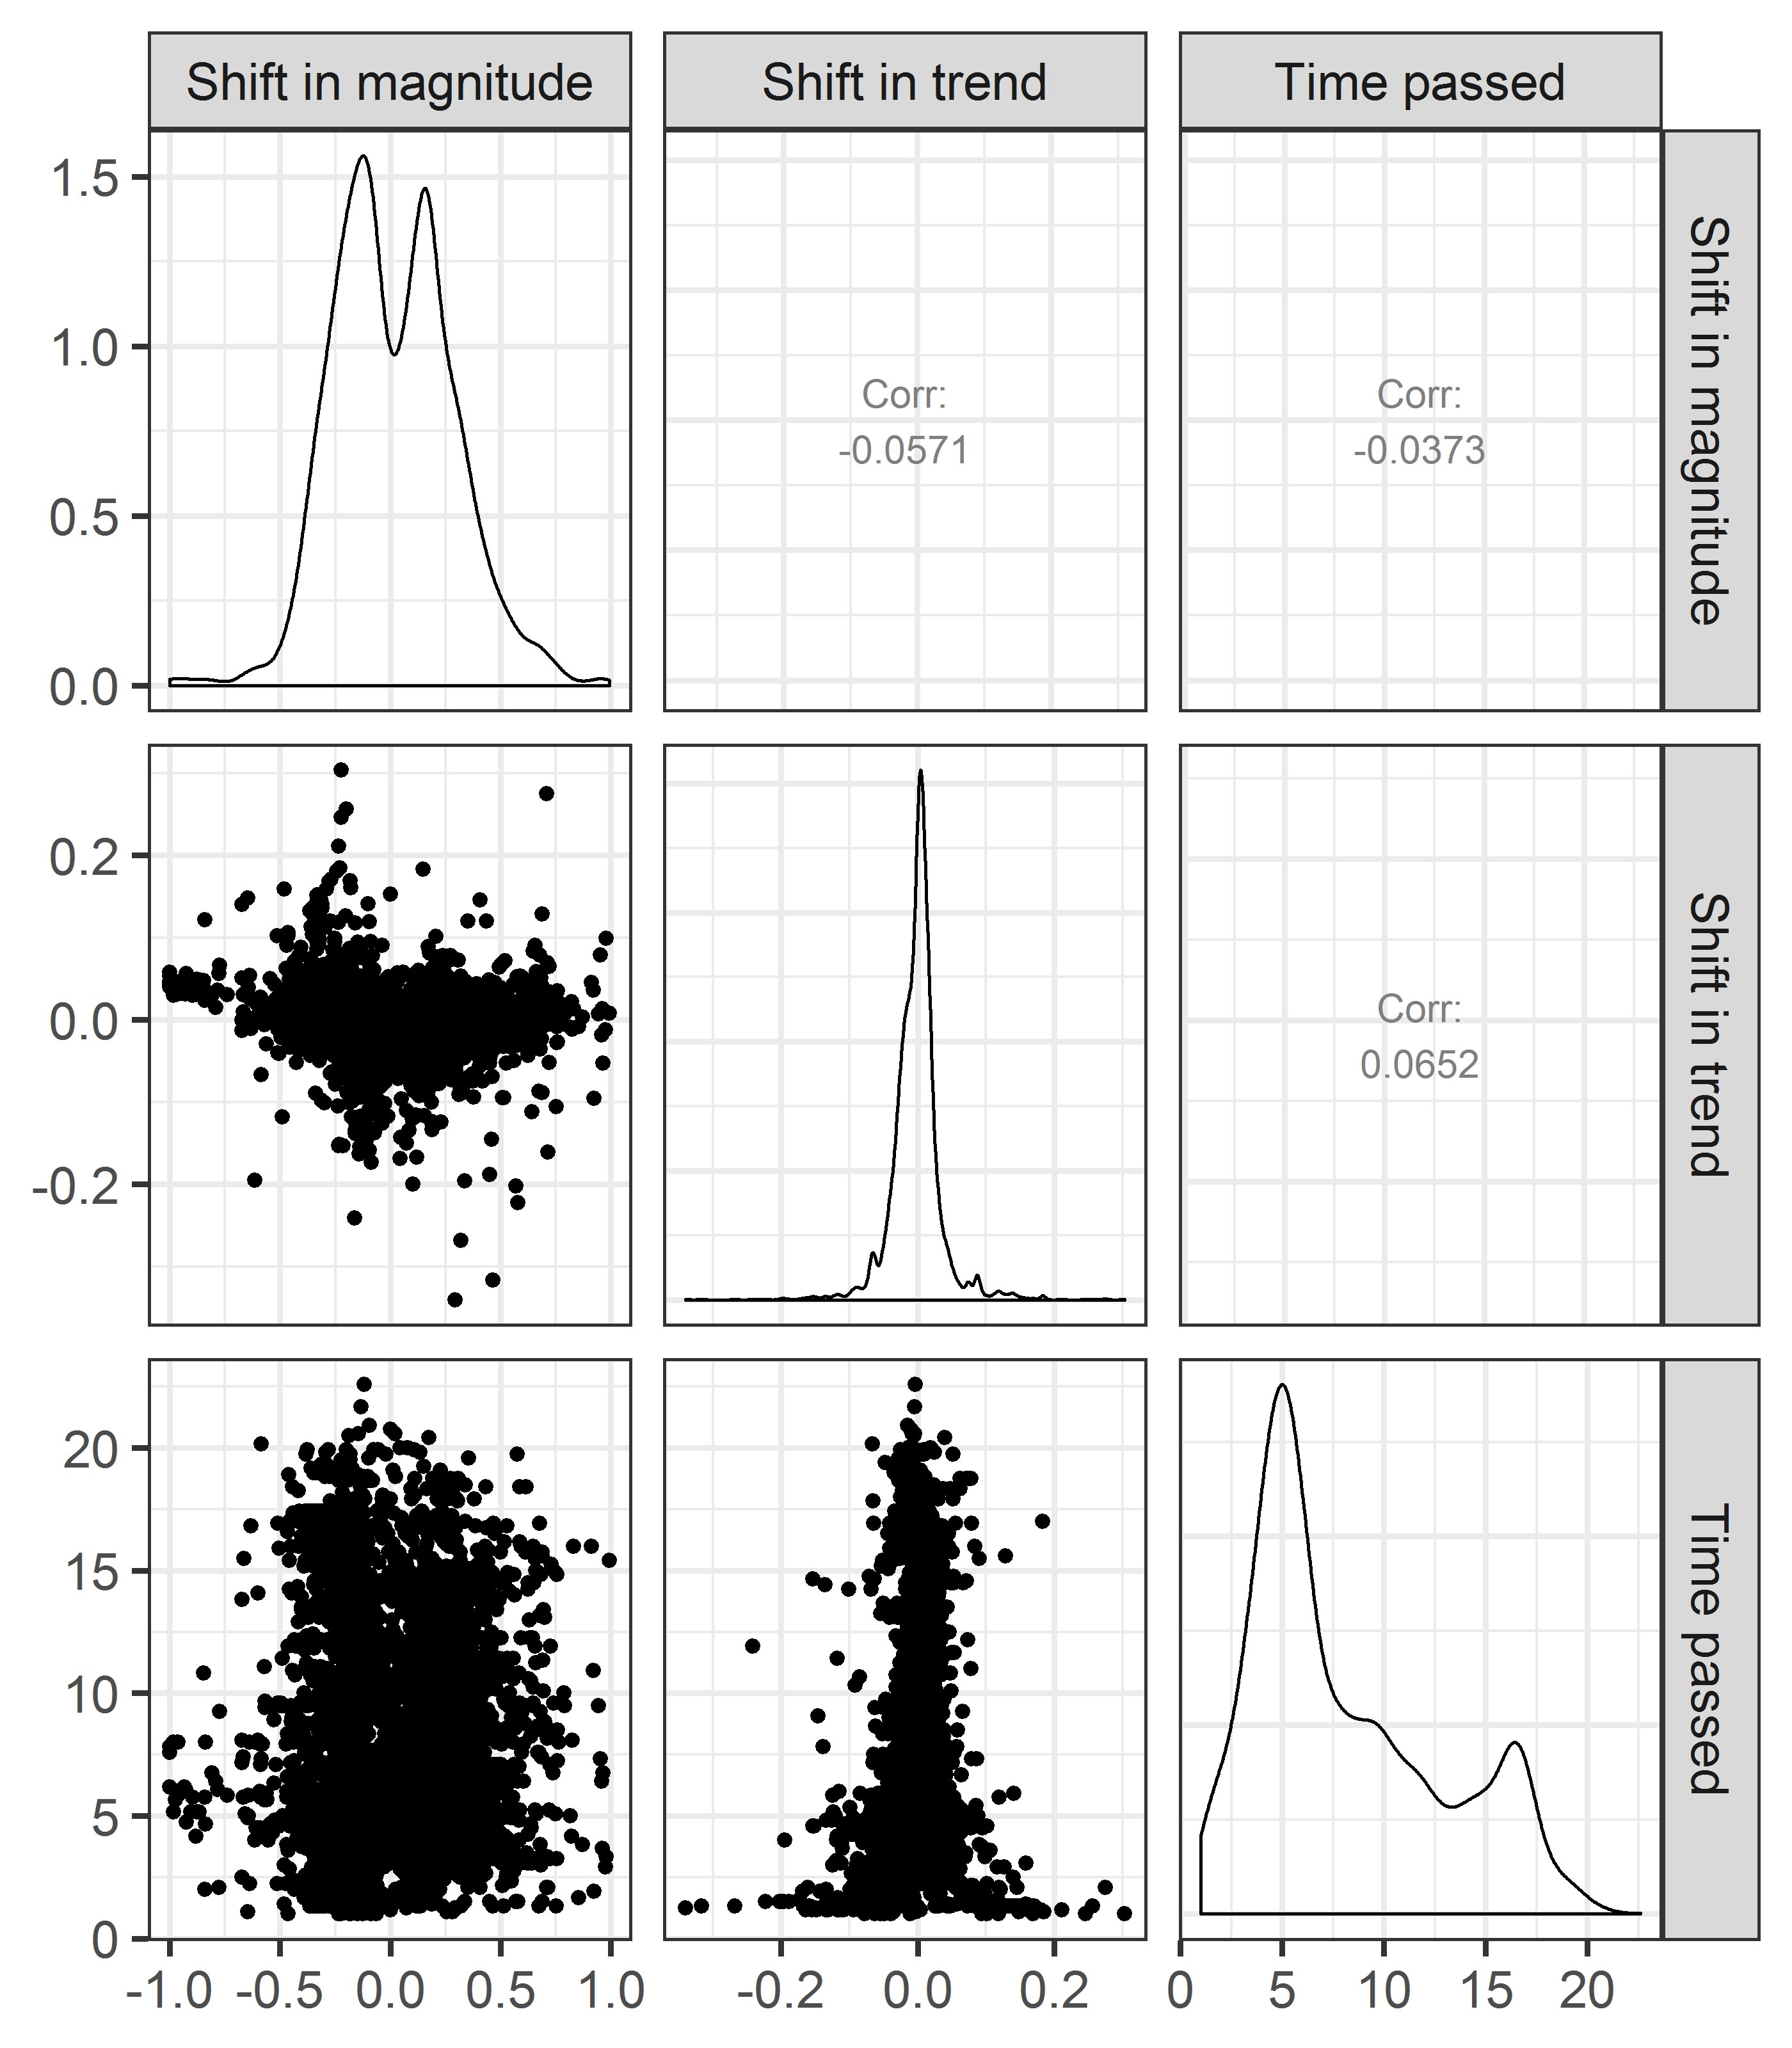 Shift in magnitude
Shift in trend
Time passed
1.5
1.0
0.5
0.0
Corr:
-0.0571
Corr:
-0.0373
Shift in magnitude
0.2
0.0
-0.2
Corr:
0.0652
Shift in trend
20
15
10
5
0
Time passed
-1.0 -0.5 0.0 0.5 1.0
-0.2 0.0 0.2
0 5 10 15 20